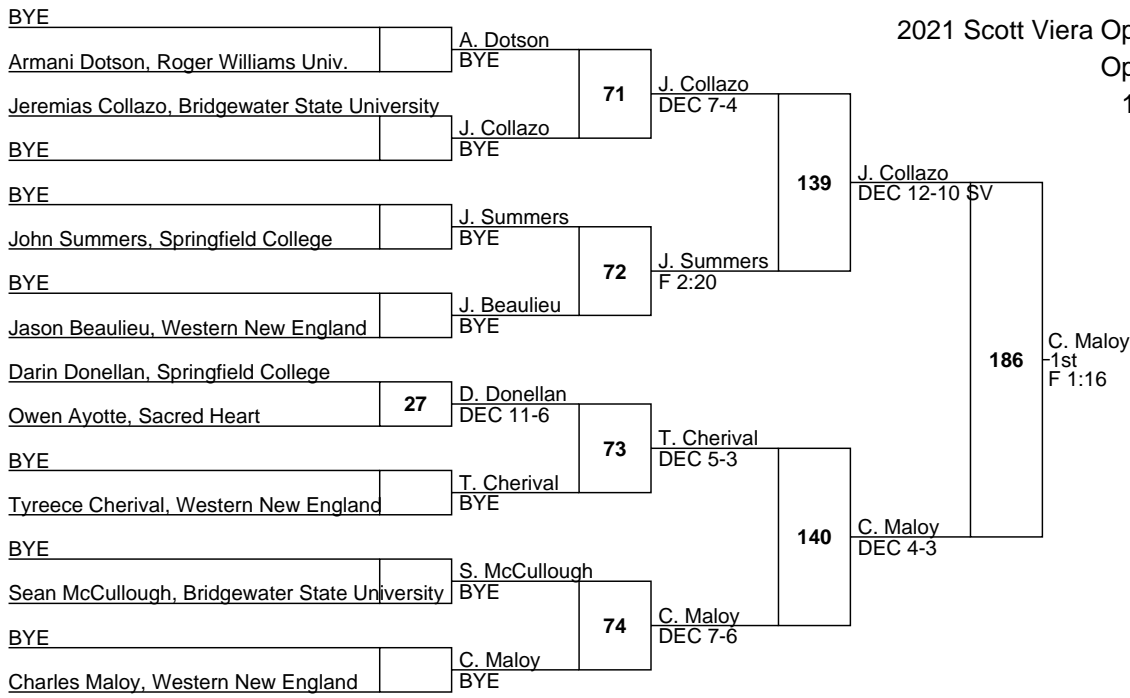 BYE
Armani Dotson, Roger Williams Univ.
Jeremias Collazo, Bridgewater State University
BYE
BYE
John Summers, Springfield College
BYE
Jason Beaulieu, Western New England
Darin Donellan, Springfield College
Owen Ayotte, Sacred Heart
BYE
Tyreece Cherival, Western New England
BYE
Sean McCullough, Bridgewater State University
BYE
Charles Maloy, Western New England
27
A. Dotson
BYE
J. Collazo
BYE
J. Summers
BYE
J. Beaulieu
BYE
D. Donellan
DEC 11-6
T. Cherival
BYE
S. McCullough
BYE
C. Maloy
BYE
71
72
73
74
J. Collazo
DEC 7-4
J. Summers
F 2:20
T. Cherival
DEC 5-3
C. Maloy
DEC 7-6
139
140
J. Collazo
DEC 12-10 SV
C. Maloy
DEC 4-3
186
C. Maloy
1st
F 1:16
2021 Scott Viera Op
Op
1